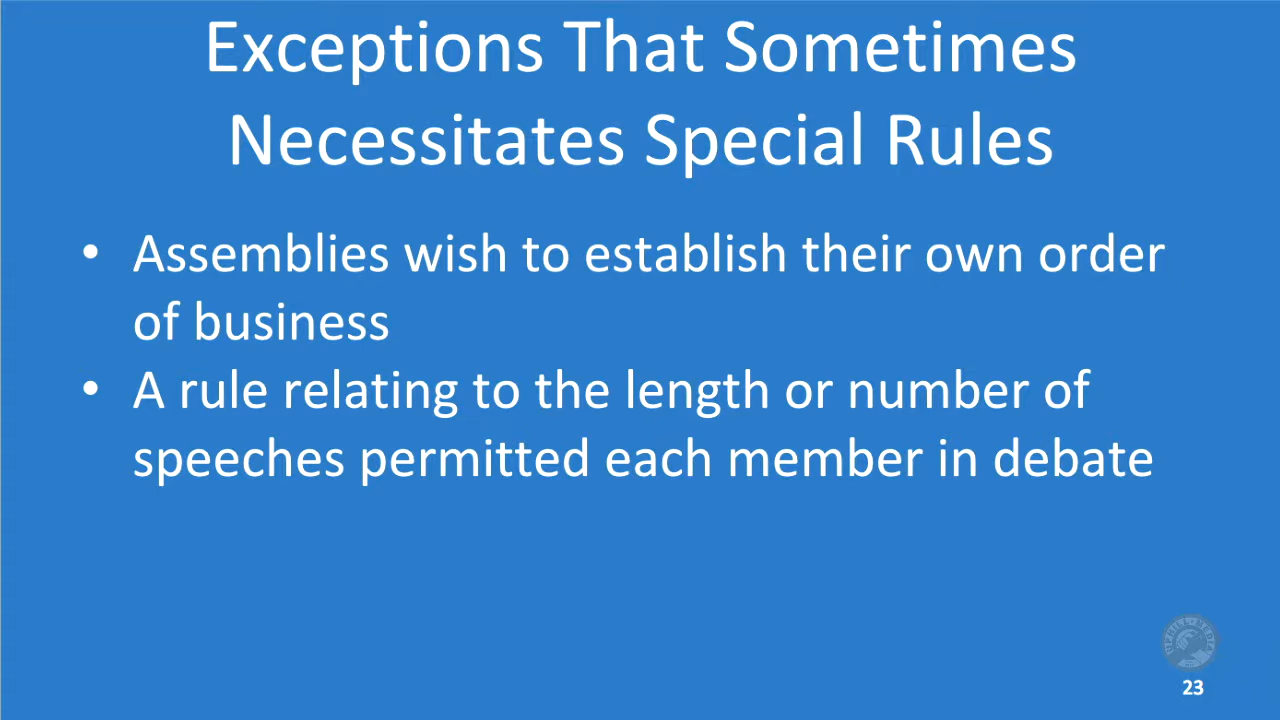 Exceptions That Sometimes
Necessitates Special Rules
• Assemblies wish to establish their own order
of business
• A rule relating to the length or number of
speeches permitted each member in debate
23